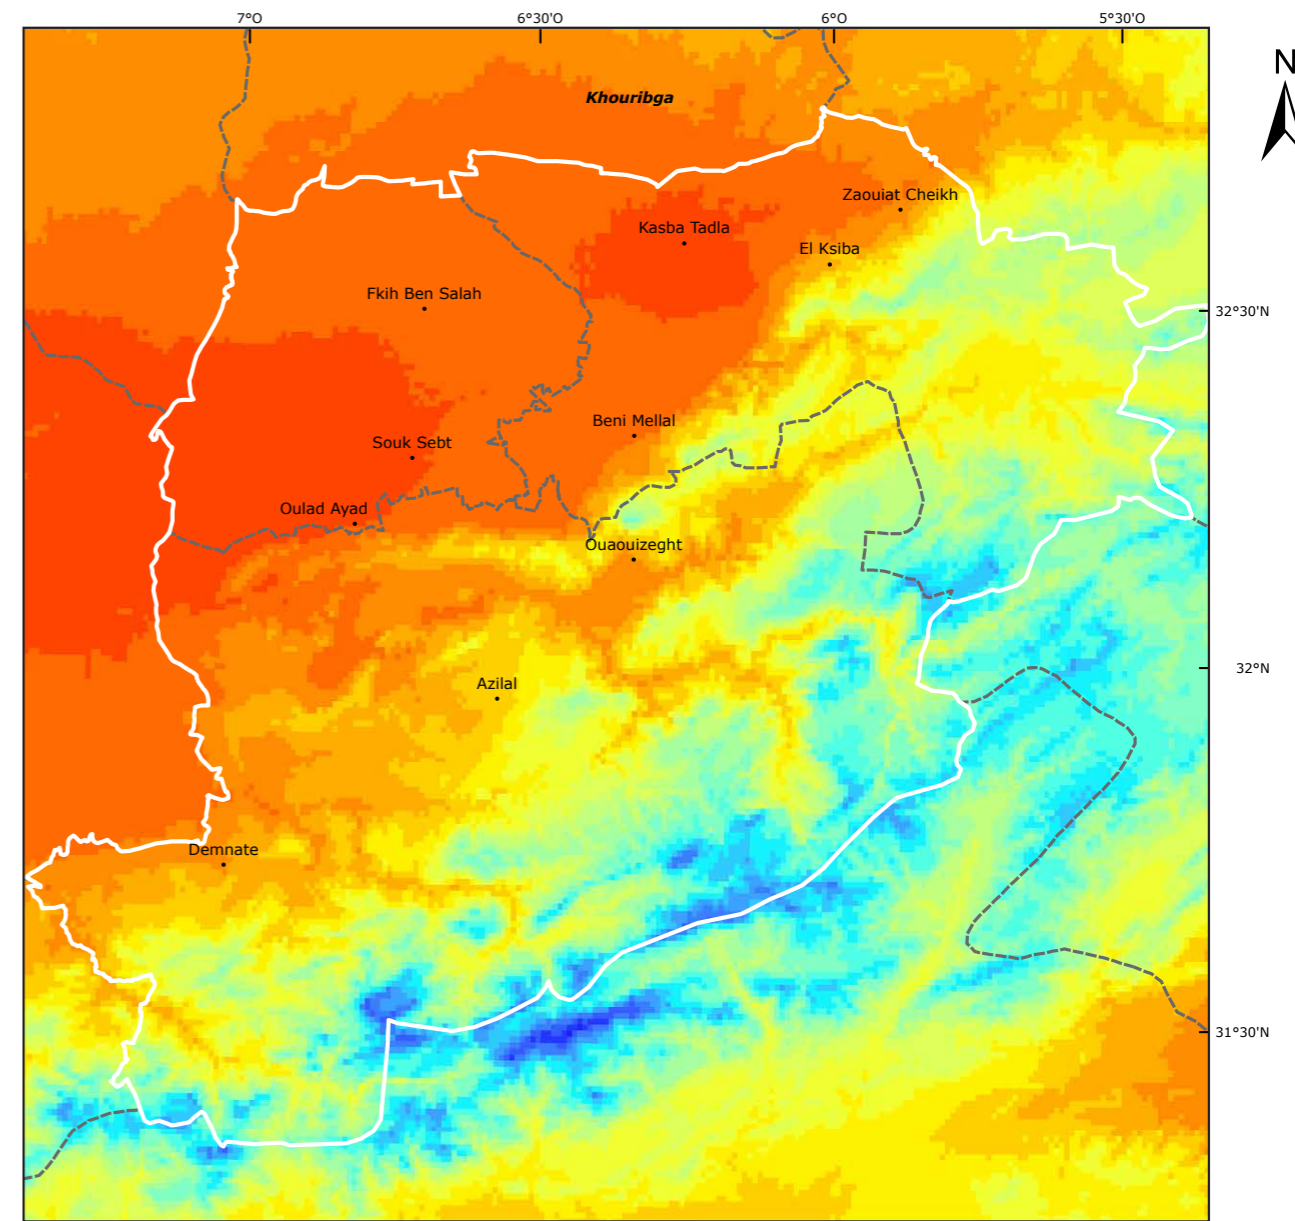 7°O
6°30'O
6°O
5°30'O
N
Khouribga
Zaouiat Cheikh
Kasba Tadla
El Ksiba
Fkih Ben Salah
32°30'N
Beni Mellal
Souk Sebt
Oulad Ayad
Ouaouizeght
32°N
Azilal
Demnate
31°30'N